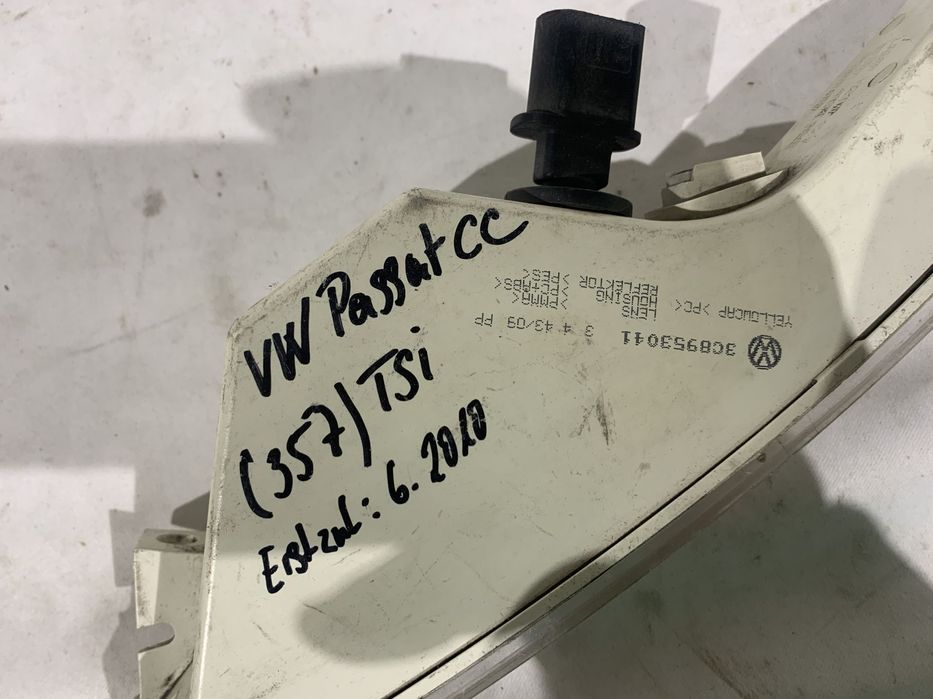 VW Passat CC
(357) TSi
Erstzul: 6.2010
3C8953041
3 4 43/09 PP
LENS >PMMA<
HOUSING >PC+ABS<
REFLEKTOR >PES<
YELLOWCAP >PC<